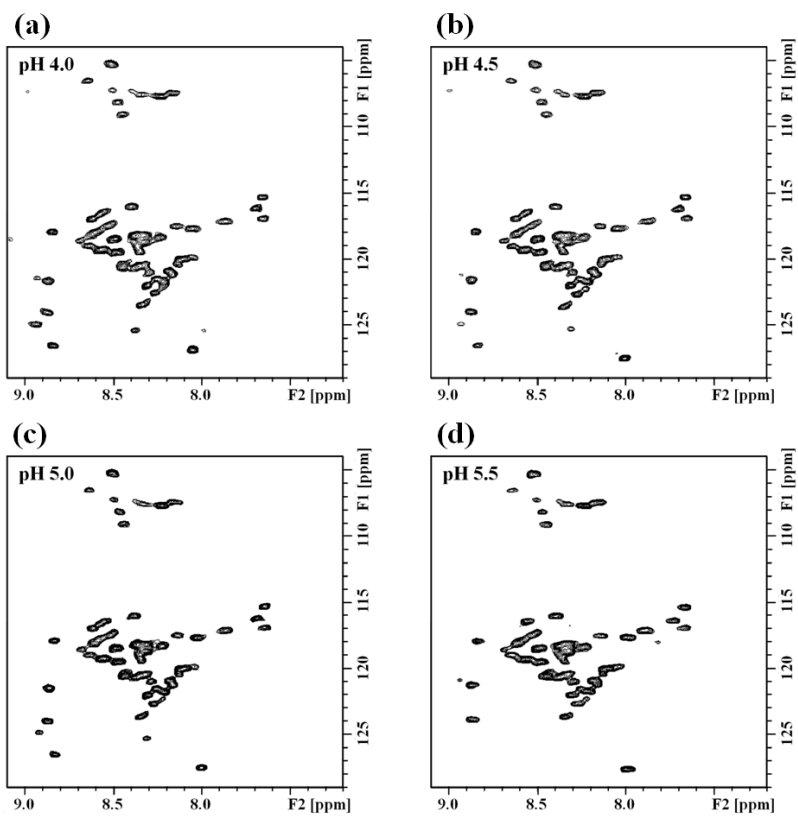 (a) (b)
pH 4.0 pH 4.5
F1 [ppm] F1 [ppm]
110 110
115 115
120 120
125 125
9.0 8.5 8.0 F2 [ppm] 9.0 8.5 8.0 F2 [ppm]
(c) (d)
pH 5.0 pH 5.5
F1 [ppm] F1 [ppm]
110 110
115 115
120 120
125 125
9.0 8.5 8.0 F2 [ppm] 9.0 8.5 8.0 F2 [ppm]